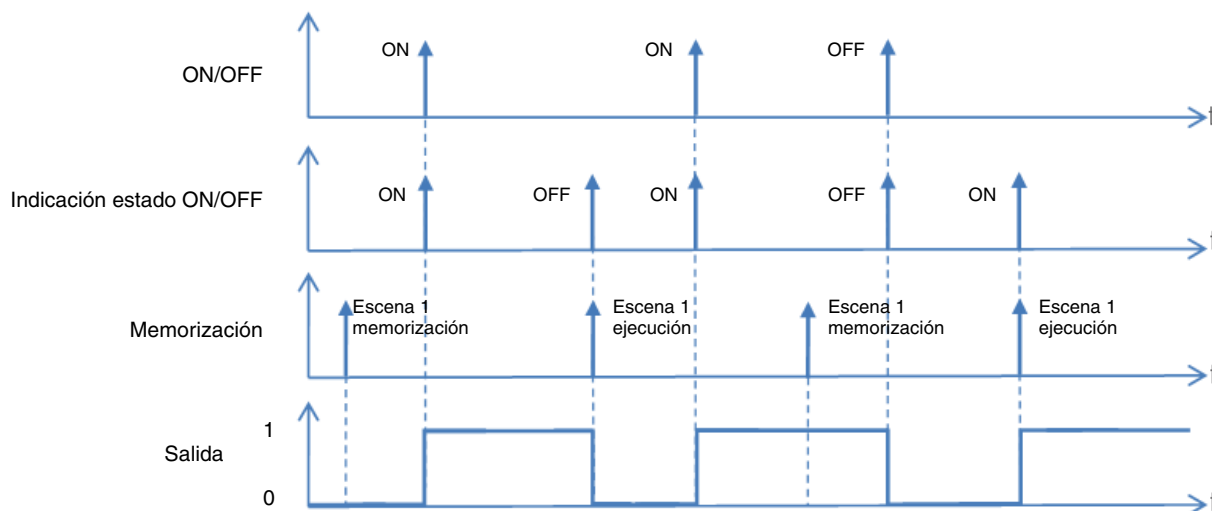 ON/OFF
ON
ON
OFF
t
Indicación estado ON/OFF
ON
OFF
ON
OFF
ON
t
Memorización
Escena 1
memorización
Escena 1
ejecución
Escena 1
memorización
Escena 1
ejecución
t
Salida
1
0
t